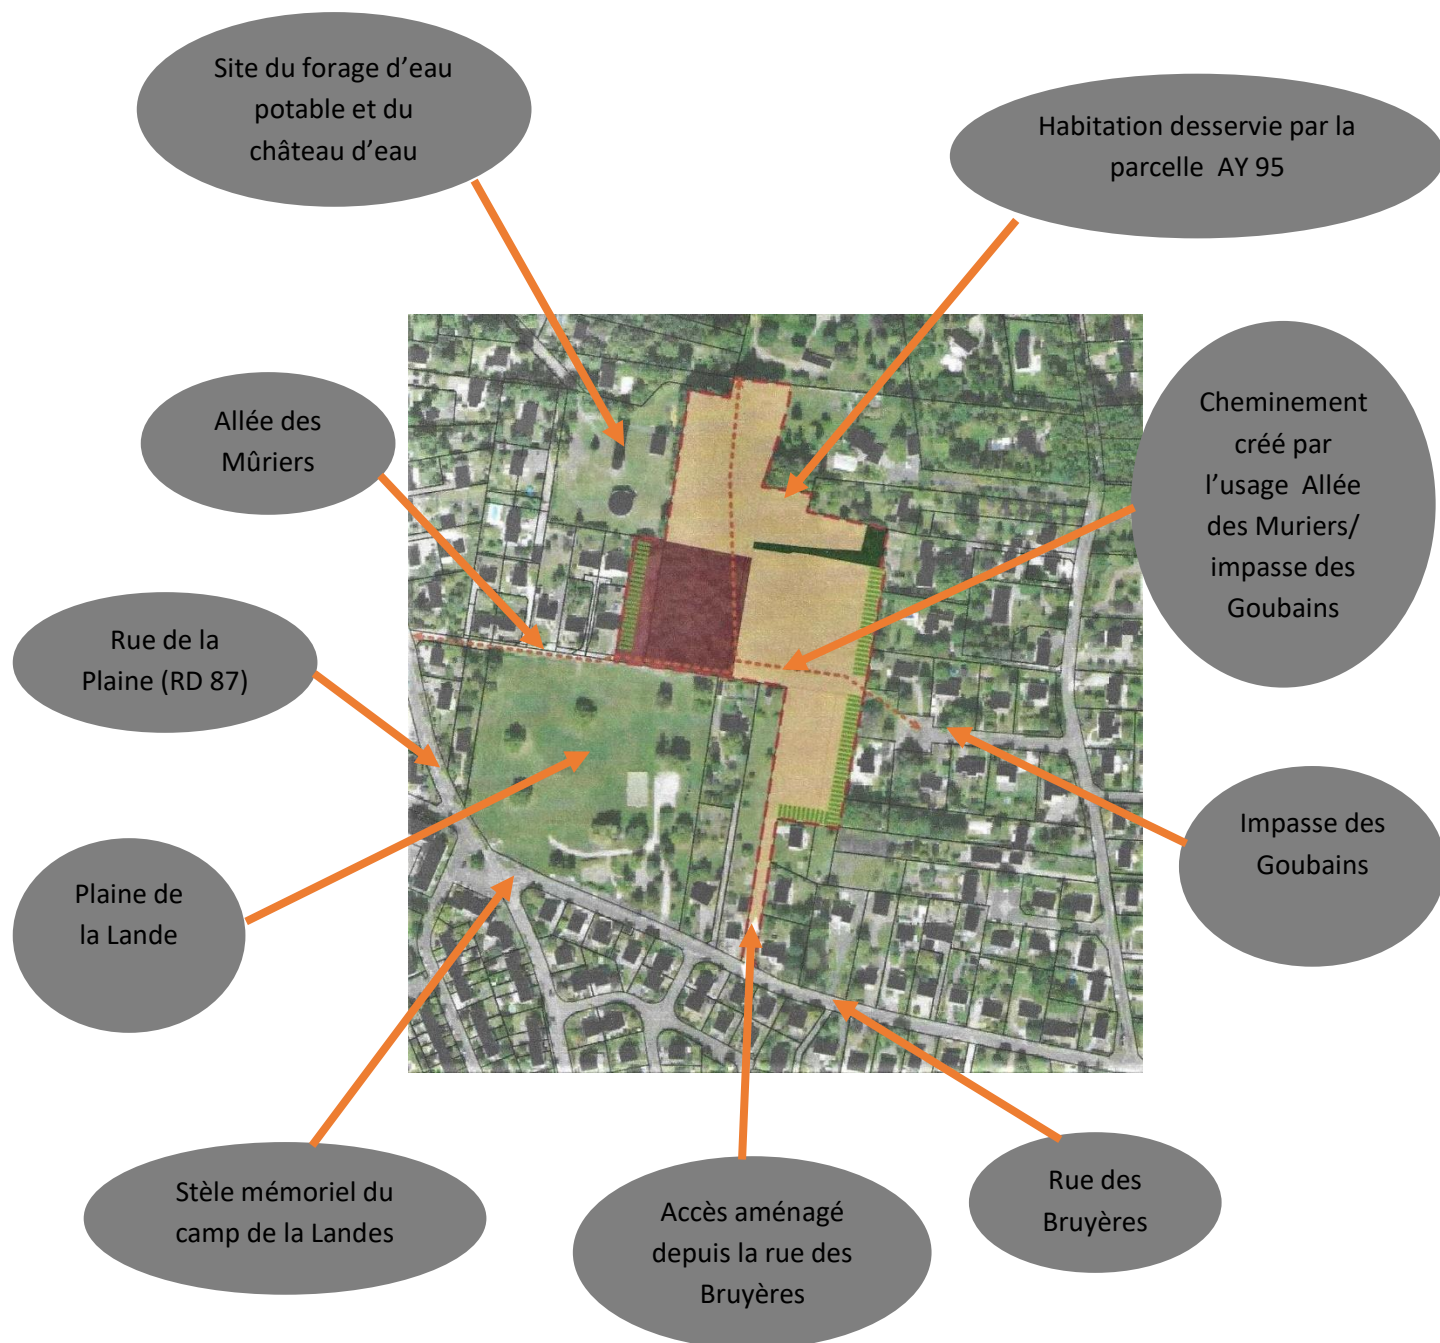 Site du forage d’eau
potable et du
château d’eau
Habitation desservie par la
parcelle AY 95
Allée des
Mûriers
Cheminement
créé par
l’usage Allée
des Muriers/
impasse des
Goubains
Rue de la
Plaine (RD 87)
Impasse des
Goubains
Plaine de
la Lande
Stèle mémoriel du
camp de la Landes
Accès aménagé
depuis la rue des
Bruyères
Rue des
Bruyères